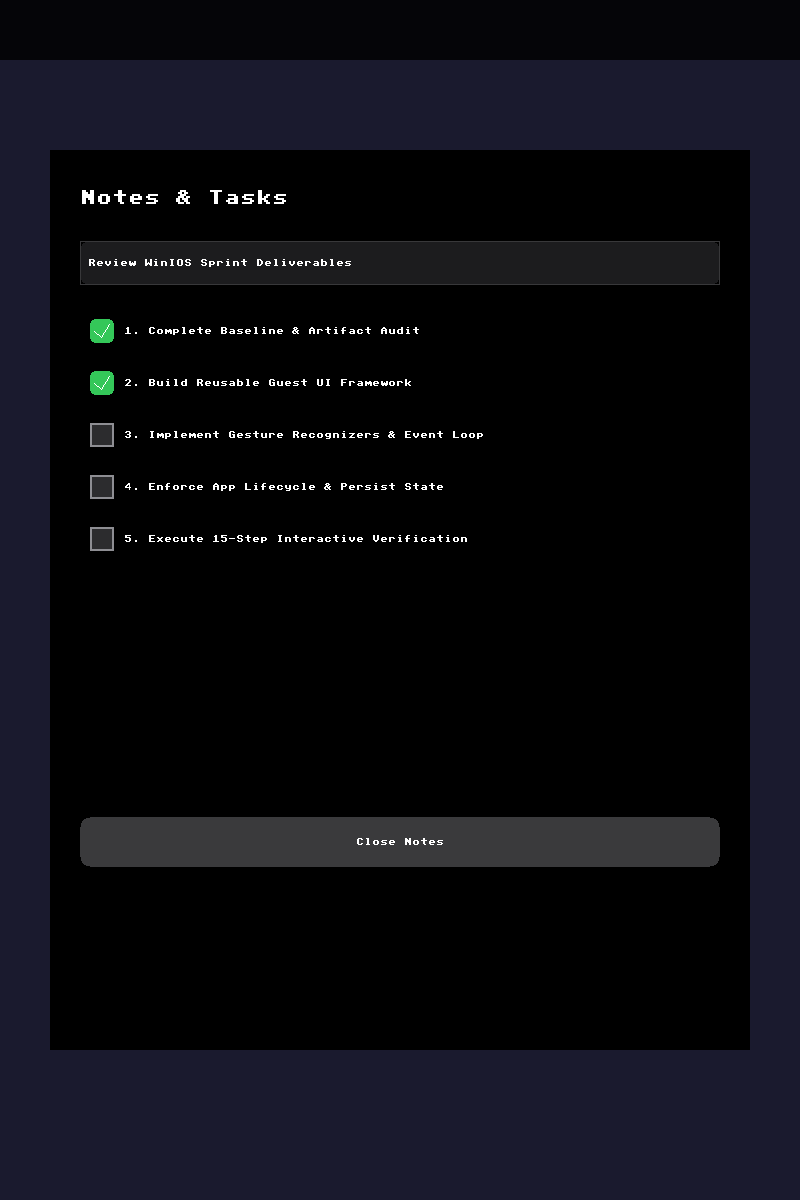 Notes & Tasks
Review WinIOS Sprint Deliverables
1. Complete Baseline & Artifact Audit
2. Build Reusable Guest UI Framework
3. Implement Gesture Recognizers & Event Loop
4. Enforce App Lifecycle & Persist State
5. Execute 15-Step Interactive Verification
Close Notes